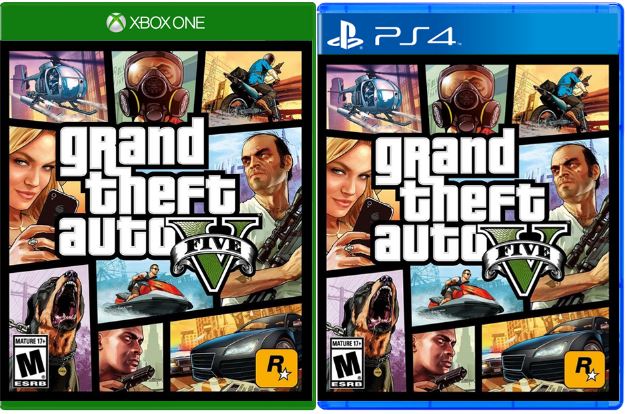 XBOX ONE
grand
theft
auto
V
FIVE
MATURE 17+
M
ESRB
R
PS4
grand
theft
auto
V
FIVE
MATURE 17+
M
ESRB
R